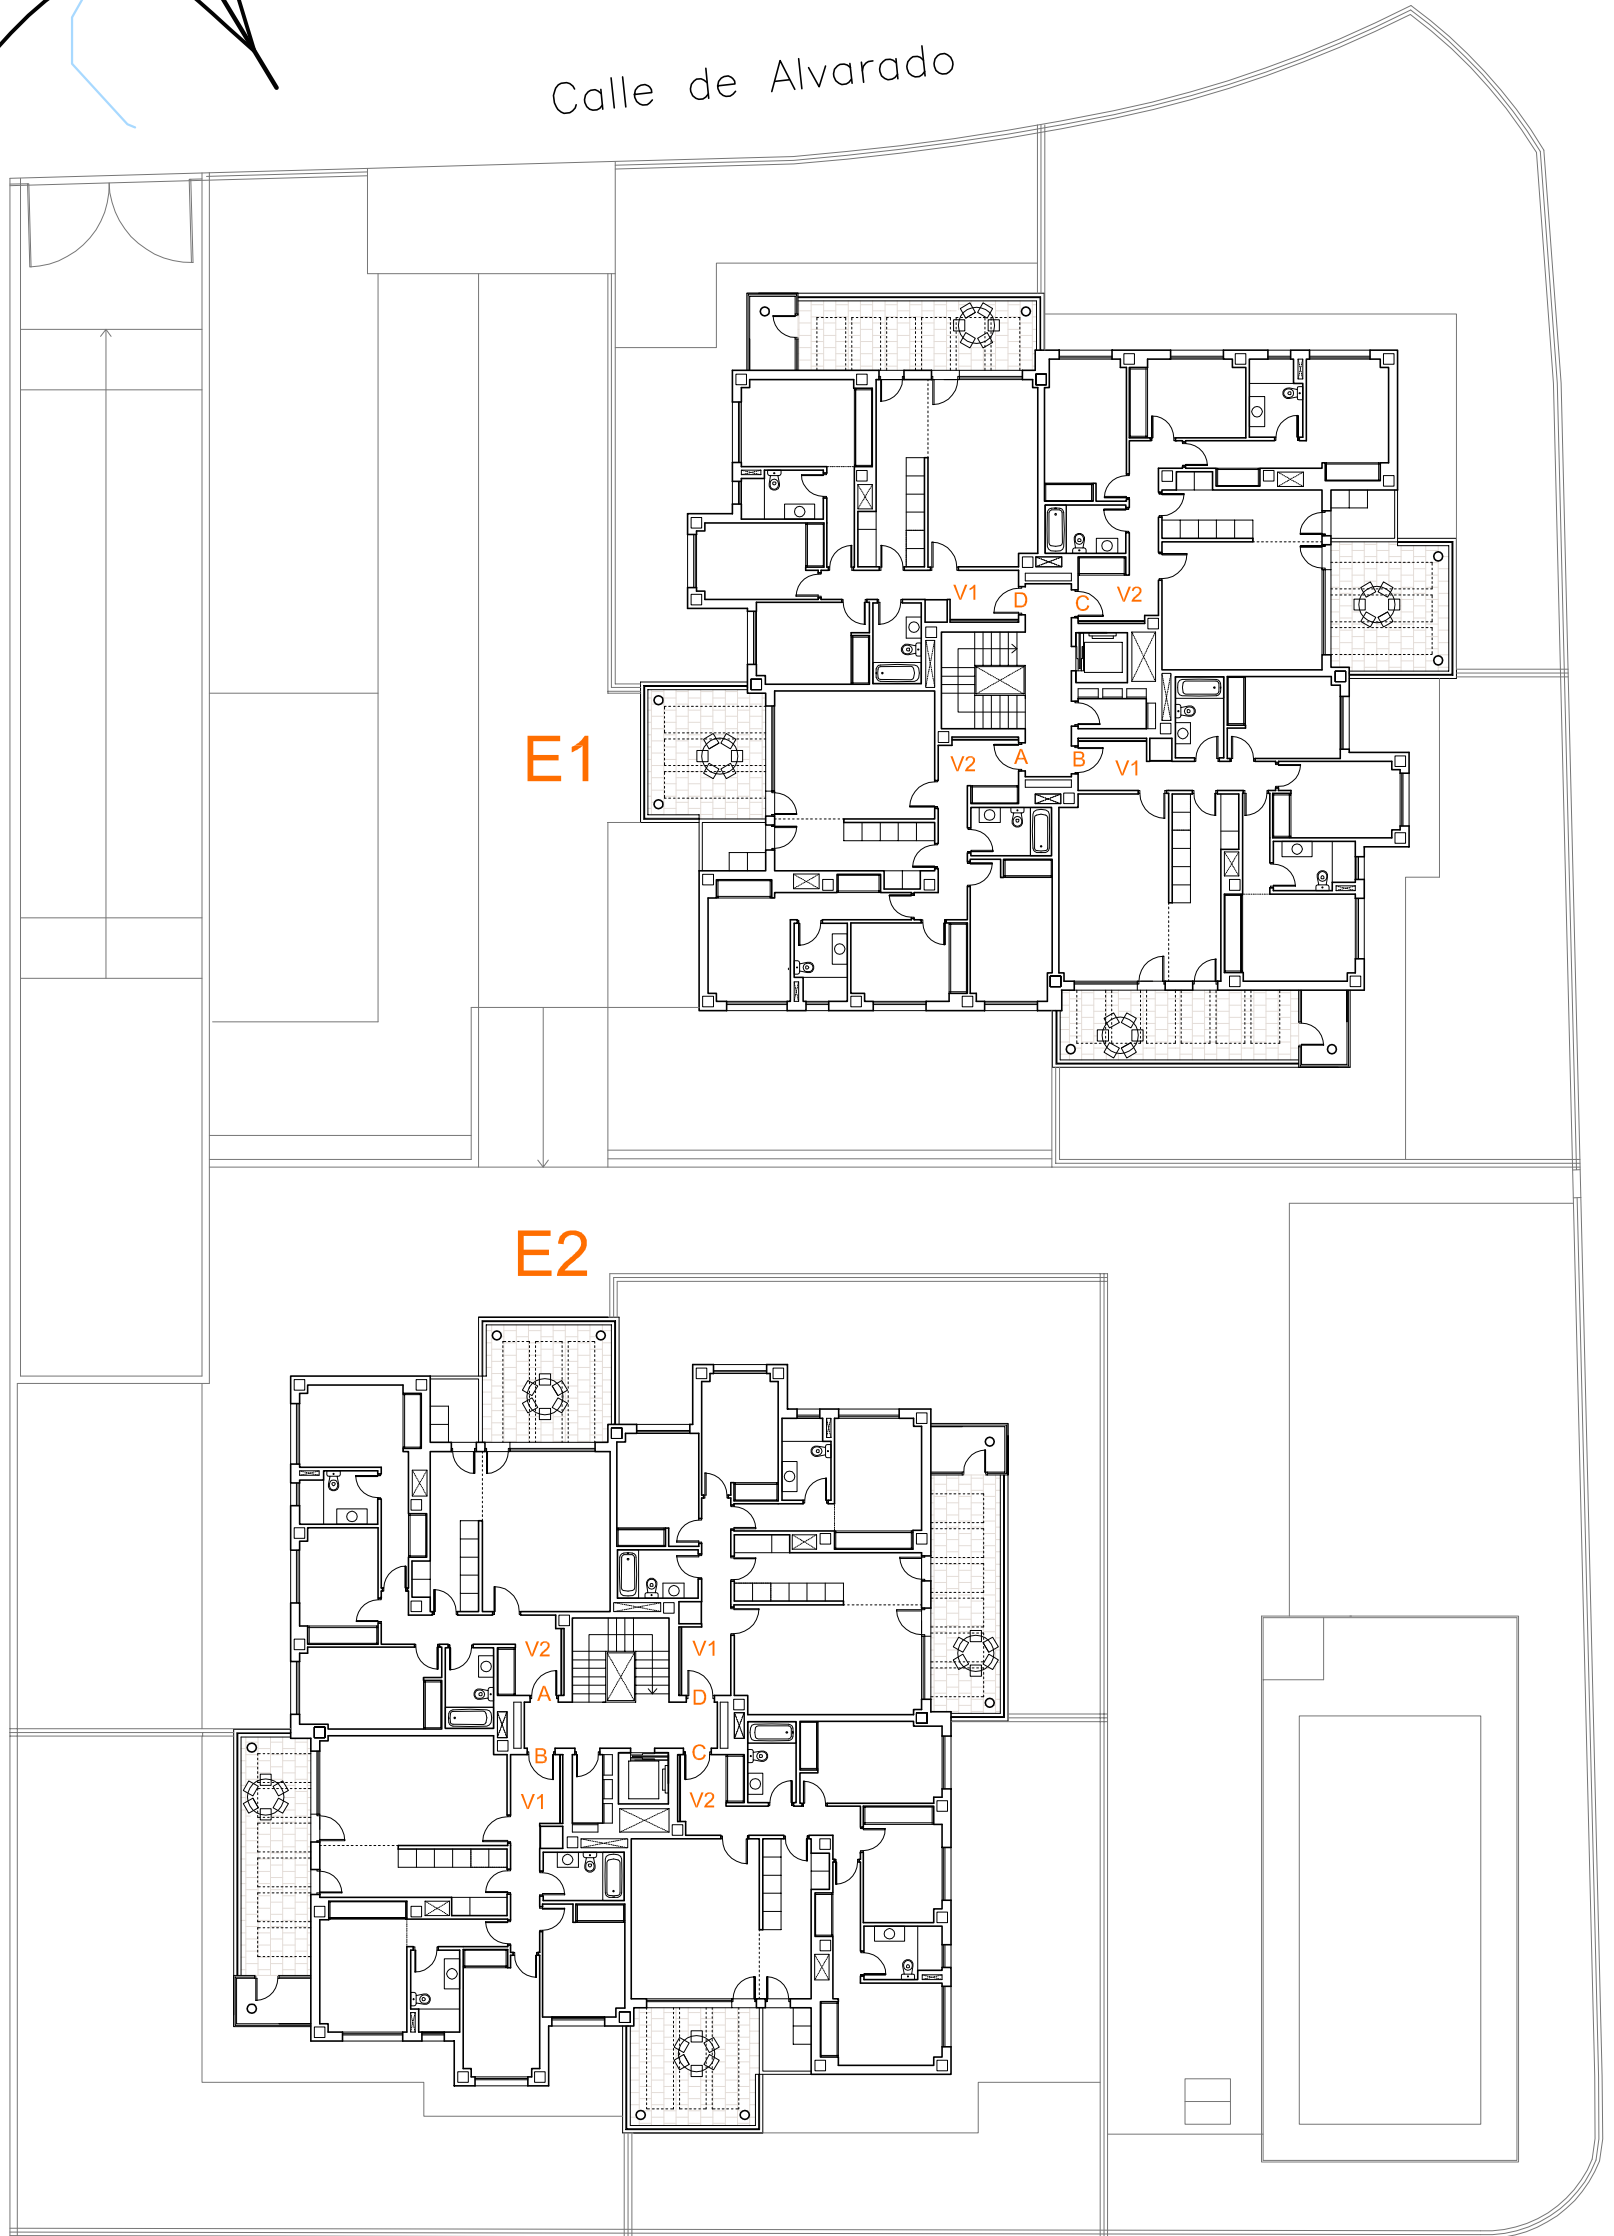 Calle de Alvarado
V1 D C V2
E1
V2 A B V1
E2
V2 V1
A D
B C
V1 V2